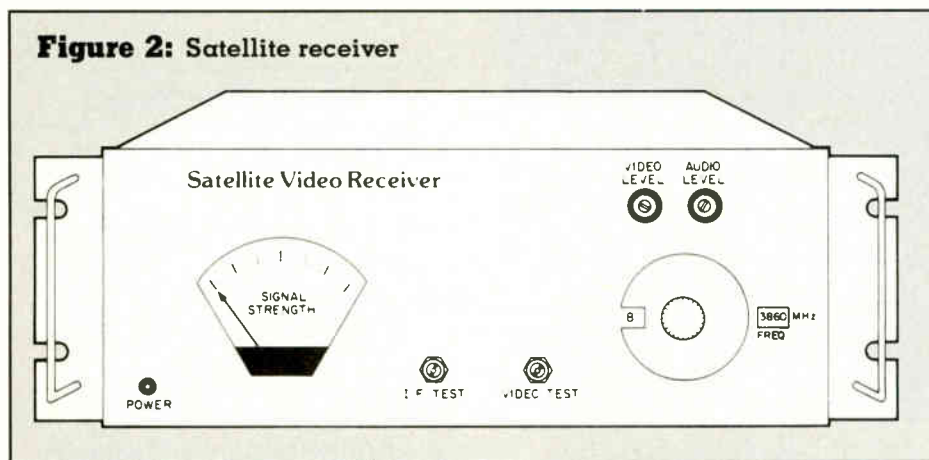 Figure 2: Satellite receiver
Satellite Video Receiver
VIDEO
LEVEL
AUDIO
LEVEL
SIGNAL
STRENGTH
8
3860 MHz
FREQ
POWER
I F TEST
VIDEO TEST